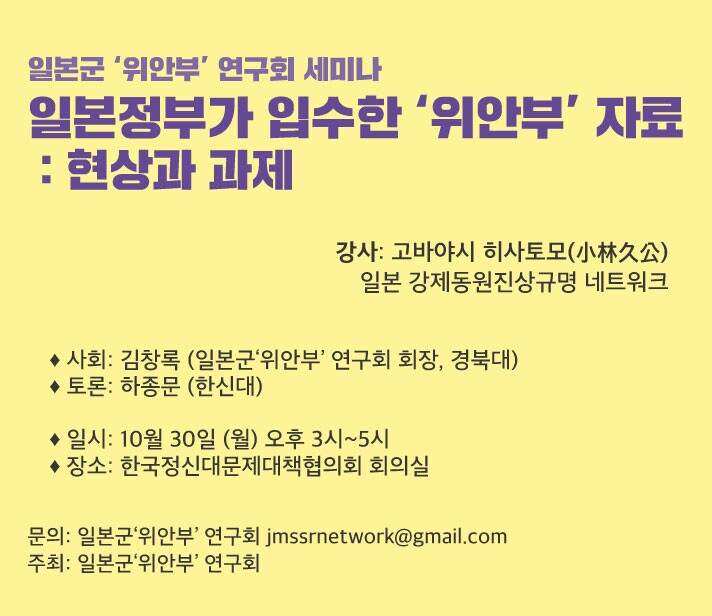 일본군 ‘위안부’ 연구회 세미나
일본정부가 입수한 ‘위안부’ 자료
: 현상과 과제
강사: 고바야시 히사토모(小林久公)
일본 강제동원진상규명 네트워크
♦ 사회: 김창록 (일본군‘위안부’ 연구회 회장, 경북대)
♦ 토론: 하종문 (한신대)
♦ 일시: 10월 30일 (월) 오후 3시~5시
♦ 장소: 한국정신대문제대책협의회 회의실
문의: 일본군‘위안부’ 연구회 jmssrnetwork@gmail.com
주최: 일본군‘위안부’ 연구회